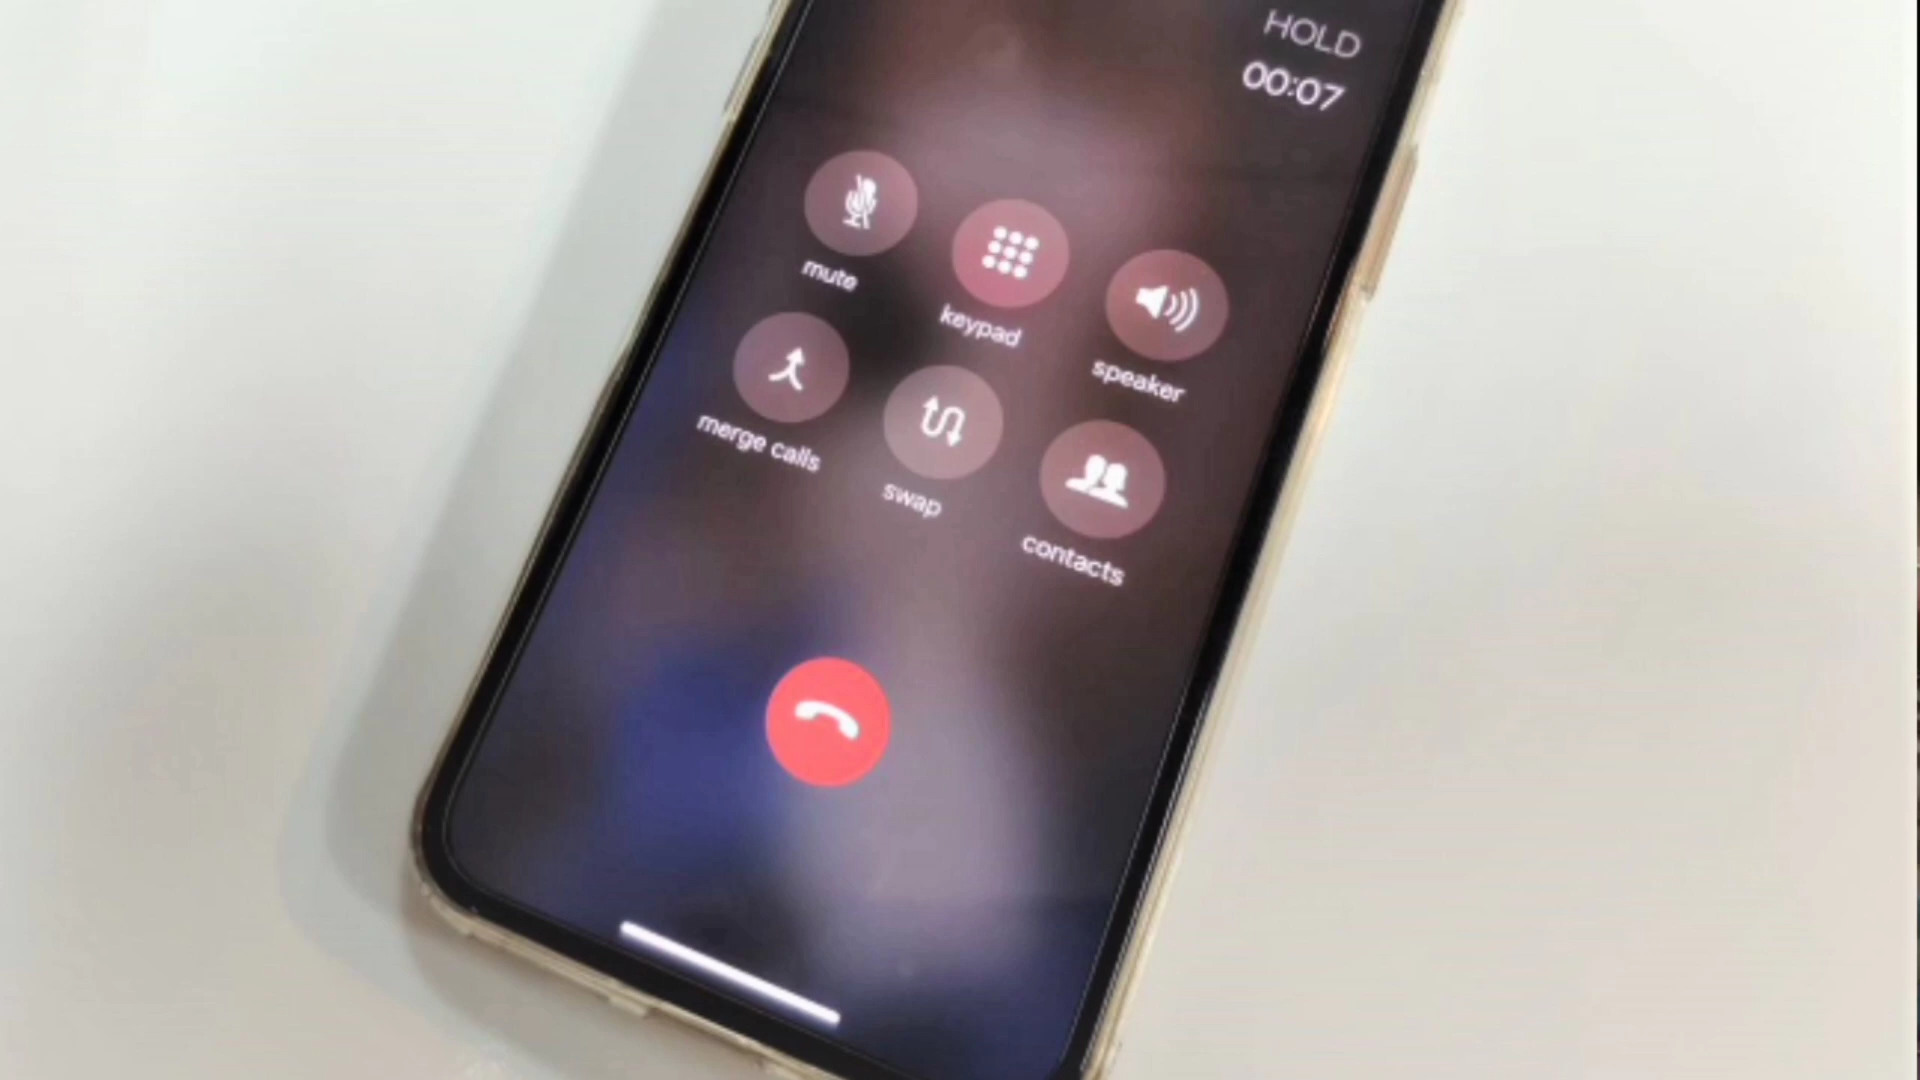 HOLD
00:07
mute
keypad
speaker
merge calls
swap
contacts